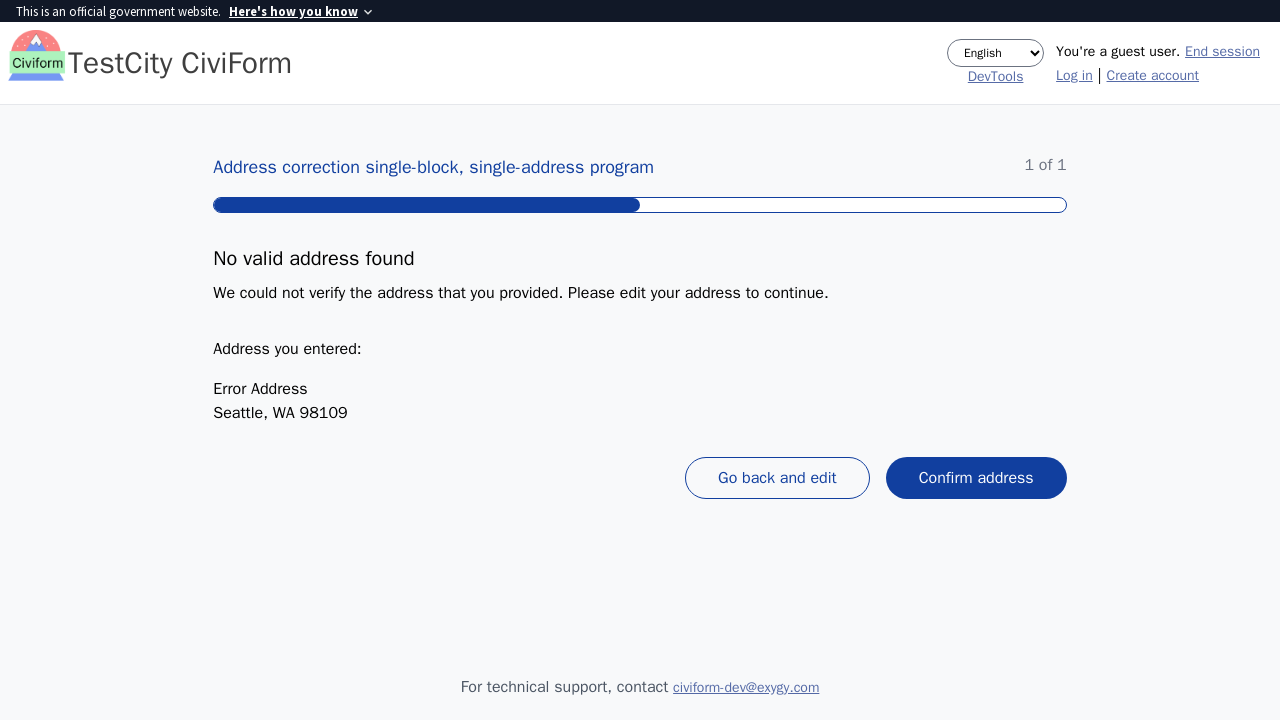 This is an official government website. Here's how you know
Civiform
TestCity CiviForm
English
DevTools
You're a guest user. End session
Log in | Create account
Address correction single-block, single-address program
1 of 1
No valid address found
We could not verify the address that you provided. Please edit your address to continue.
Address you entered:
Error Address
Seattle, WA 98109
Go back and edit
Confirm address
For technical support, contact civiform-dev@exygy.com